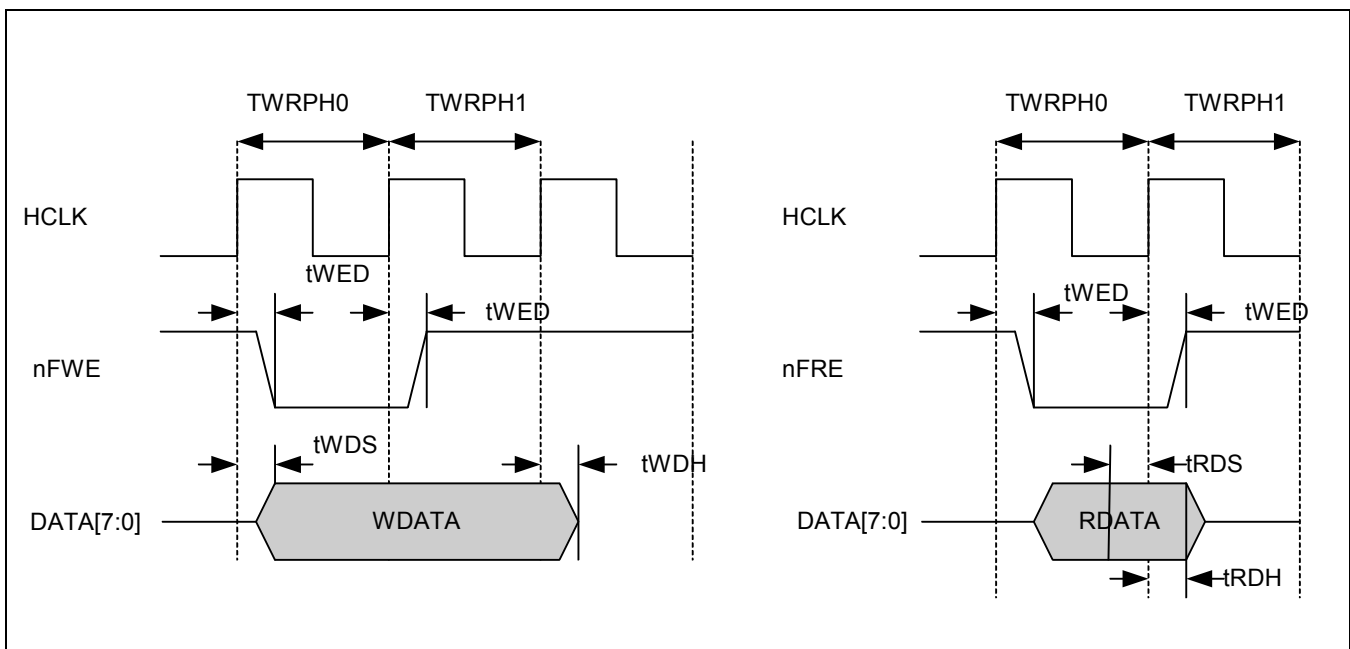 TWRPH0 TWRPH1
HCLK
tWED
tWED
nFWE
tWDS
tWDH
DATA[7:0]
WDATA
TWRPH0 TWRPH1
HCLK
tWED
tWED
nFRE
tRDS
DATA[7:0]
RDATA
tRDH